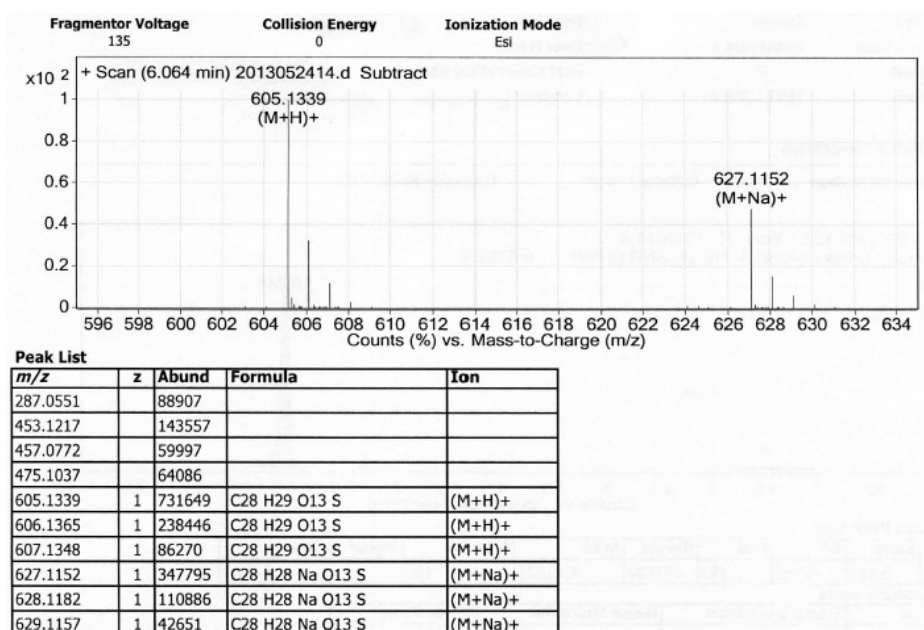 Fragmentor Voltage Collision Energy Ionization Mode
135 0 Esi
x10 2 + Scan (6.064 min) 2013052414.d Subtract
1
605.1339
(M+H)+
0.8
0.6
627.1152
(M+Na)+
0.4
0.2
0
596 598 600 602 604 606 608 610 612 614 616 618 620 622 624 626 628 630 632 634
Counts (%) vs. Mass-to-Charge (m/z)
Peak List
m/z z Abund Formula Ion
287.0551 88907
453.1217 143557
457.0772 59997
475.1037 64086
605.1339 1 731649 C28 H29 O13 S (M+H)+
606.1365 1 238446 C28 H29 O13 S (M+H)+
607.1348 1 86270 C28 H29 O13 S (M+H)+
627.1152 1 347795 C28 H28 Na O13 S (M+Na)+
628.1182 1 110886 C28 H28 Na O13 S (M+Na)+
629.1157 1 42651 C28 H28 Na O13 S (M+Na)+